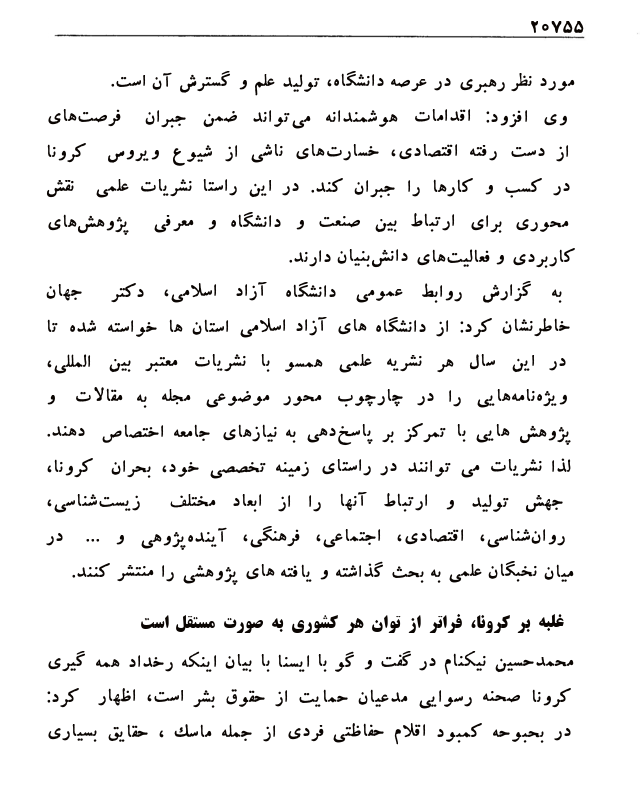 ۲۰۷۵۵
مورد نظر رهبری در عرصه دانشگاه، تولید علم و گسترش آن است.
وی افزود: اقدامات هوشمندانه می‌تواند ضمن جبران فرصت‌های
از دست رفته اقتصادی، خسارت‌های ناشی از شیوع ویروس کرونا
در کسب و کارها را جبران کند. در این راستا نشریات علمی نقش
محوری برای ارتباط بین صنعت و دانشگاه و معرفی پژوهش‌های
کاربردی و فعالیت‌های دانش‌بنیان دارند.
به گزارش روابط عمومی دانشگاه آزاد اسلامی، دکتر جهان
خاطرنشان کرد: از دانشگاه های آزاد اسلامی استان ها خواسته شده تا
در این سال هر نشریه علمی همسو با نشریات معتبر بین المللی،
ویژه‌نامه‌هایی را در چارچوب محور موضوعی مجله به مقالات و
پژوهش هایی با تمرکز بر پاسخ‌دهی به نیازهای جامعه اختصاص دهند.
لذا نشریات می توانند در راستای زمینه تخصصی خود، بحران کرونا،
جهش تولید و ارتباط آنها را از ابعاد مختلف زیست‌شناسی،
روان‌شناسی، اقتصادی، اجتماعی، فرهنگی، آینده‌پژوهی و ... در
میان نخبگان علمی به بحث گذاشته و یافته های پژوهشی را منتشر کنند.
غلبه بر کرونا، فراتر از توان هر کشوری به صورت مستقل است
محمدحسین نیکنام در گفت و گو با ایسنا با بیان اینکه رخداد همه گیری
کرونا صحنه رسوایی مدعیان حمایت از حقوق بشر است، اظهار کرد:
در بحبوحه کمبود اقلام حفاظتی فردی از جمله ماسک ، حقایق بسیاری